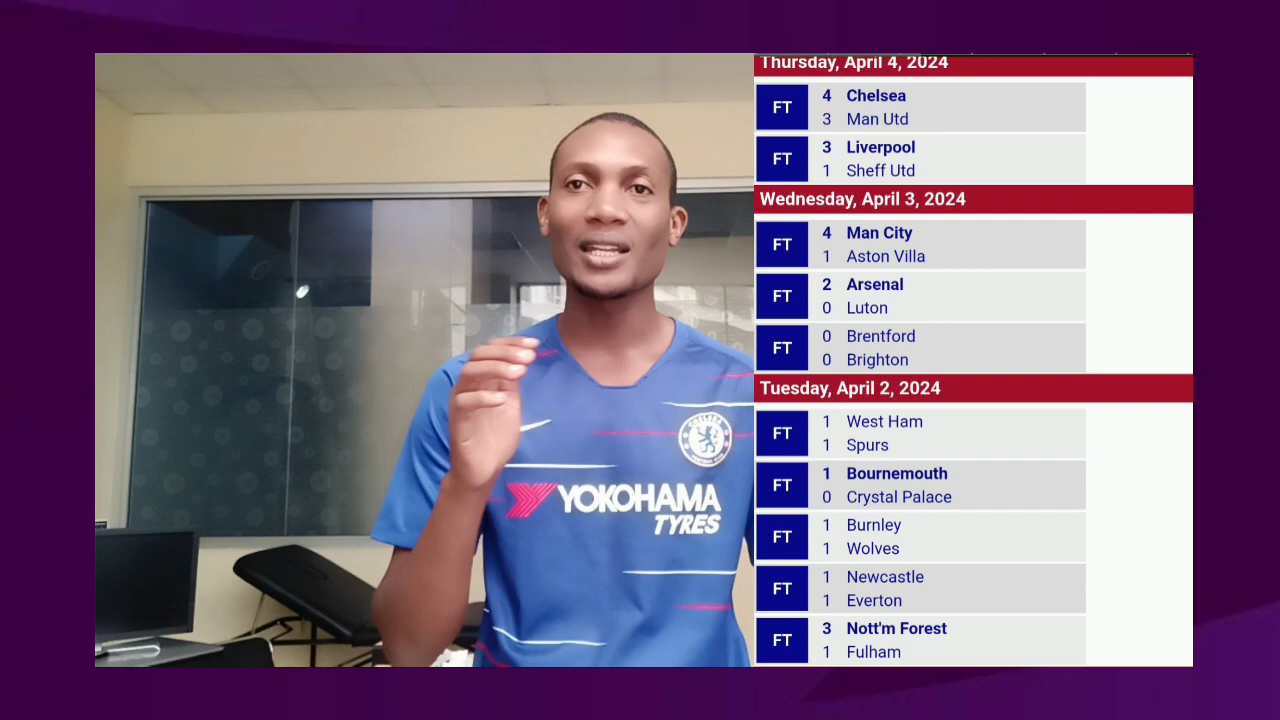 YOKOHAMA
TYRES
CHELSEA
FOOTBALL CLUB
Thursday, April 4, 2024
FT
4 Chelsea
3 Man Utd
FT
3 Liverpool
1 Sheff Utd
Wednesday, April 3, 2024
FT
4 Man City
1 Aston Villa
FT
2 Arsenal
0 Luton
FT
0 Brentford
0 Brighton
Tuesday, April 2, 2024
FT
1 West Ham
1 Spurs
FT
1 Bournemouth
0 Crystal Palace
FT
1 Burnley
1 Wolves
FT
1 Newcastle
1 Everton
FT
3 Nott'm Forest
1 Fulham